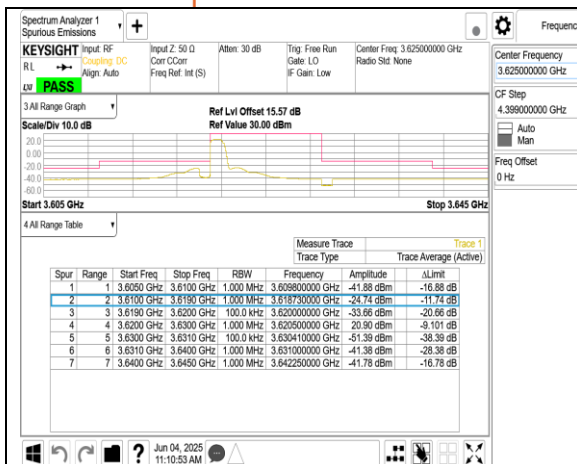 Spectrum Analyzer 1
Spurious Emissions
Frequenc
KEYSIGHT Input: RF Input Z: 50 Ω Atten: 30 dB Trig: Free Run Center Freq: 3.625000000 GHz
RL Coupling: DC Corr CCorr Gate: LO Radio Std: None
Align: Auto Freq Ref: Int (S) IF Gain: Low
LXI PASS
Center Frequency
3.625000000 GHz
CF Step
4.399000000 GHz
Auto
Man
Freq Offset
0 Hz
3 All Range Graph
Ref Lvl Offset 15.57 dB
Scale/Div 10.0 dB Ref Value 30.00 dBm
20.0
0.00
-20.0
-40.0
-60.0
Start 3.605 GHz Stop 3.645 GHz
4 All Range Table
Measure Trace Trace 1
Trace Type Trace Average (Active)
Spur Range Start Freq Stop Freq RBW Frequency Amplitude ΔLimit
1 1 3.6050 GHz 3.6100 GHz 1.000 MHz 3.609800000 GHz -41.88 dBm -16.88 dB
2 2 3.6100 GHz 3.6190 GHz 1.000 MHz 3.618730000 GHz -24.74 dBm -11.74 dB
3 3 3.6190 GHz 3.6200 GHz 100.0 kHz 3.620000000 GHz -33.66 dBm -20.66 dB
4 4 3.6200 GHz 3.6300 GHz 1.000 MHz 3.620500000 GHz 20.90 dBm -9.101 dB
5 5 3.6300 GHz 3.6310 GHz 100.0 kHz 3.630410000 GHz -51.39 dBm -38.39 dB
6 6 3.6310 GHz 3.6400 GHz 1.000 MHz 3.631000000 GHz -41.38 dBm -28.38 dB
7 7 3.6400 GHz 3.6450 GHz 1.000 MHz 3.642250000 GHz -41.78 dBm -16.78 dB
Jun 04, 2025
11:10:53 AM